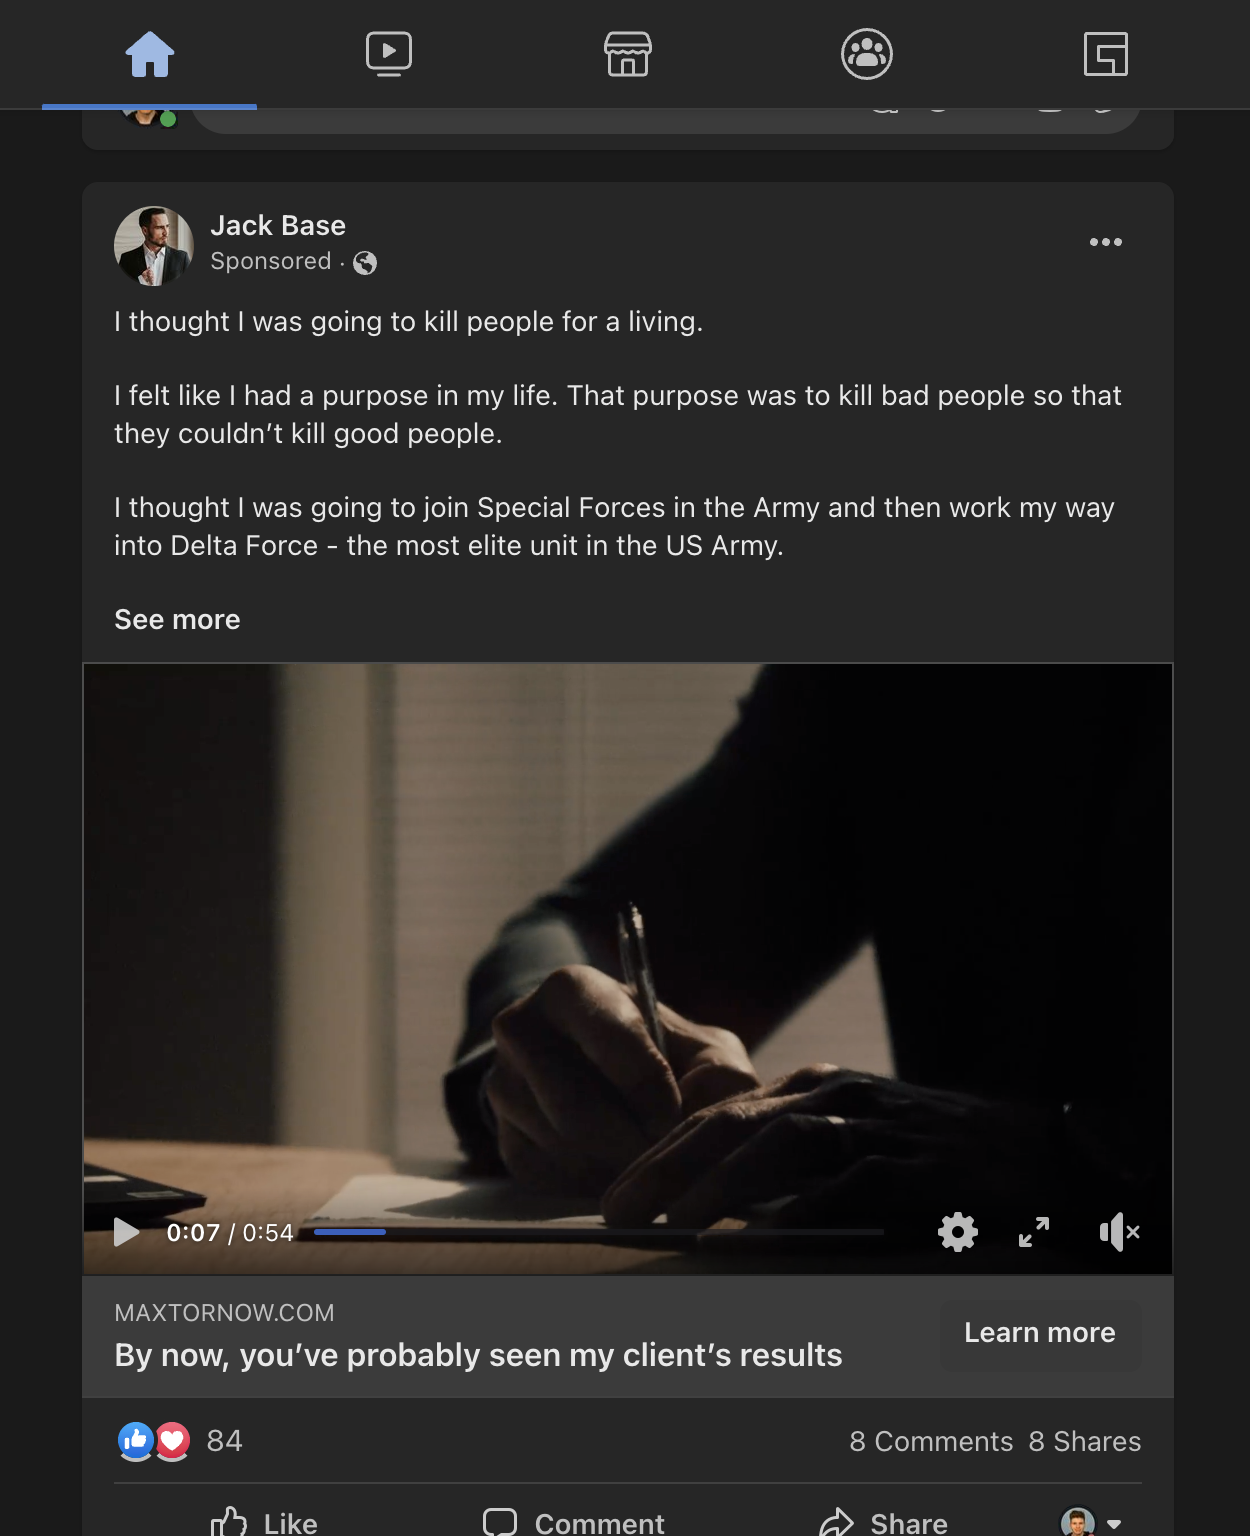 Jack Base
Sponsored ·
I thought I was going to kill people for a living.
I felt like I had a purpose in my life. That purpose was to kill bad people so that
they couldn’t kill good people.
I thought I was going to join Special Forces in the Army and then work my way
into Delta Force - the most elite unit in the US Army.
See more
0:07 / 0:54
MAXTORNOW.COM
By now, you’ve probably seen my client’s results
Learn more
84
8 Comments 8 Shares
Like
Comment
Share